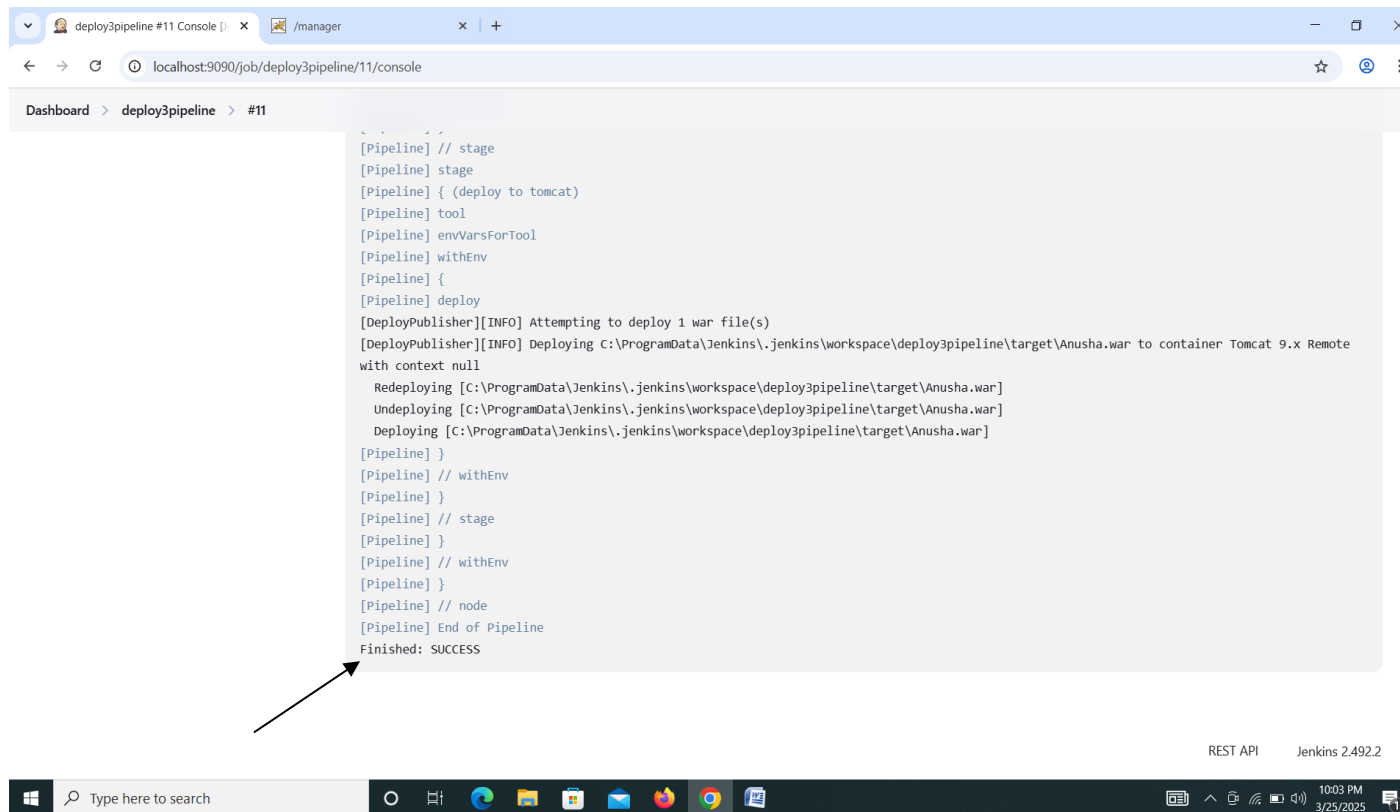 deploy3pipeline #11 Console [J
/manager
localhost:9090/job/deploy3pipeline/11/console
Dashboard > deploy3pipeline > #11
[Pipeline] // stage
[Pipeline] stage
[Pipeline] { (deploy to tomcat)
[Pipeline] tool
[Pipeline] envVarsForTool
[Pipeline] withEnv
[Pipeline] {
[Pipeline] deploy
[DeployPublisher][INFO] Attempting to deploy 1 war file(s)
[DeployPublisher][INFO] Deploying C:\ProgramData\Jenkins\.jenkins\workspace\deploy3pipeline\target\Anusha.war to container Tomcat 9.x Remote
with context null
Redeploying [C:\ProgramData\Jenkins\.jenkins\workspace\deploy3pipeline\target\Anusha.war]
Undeploying [C:\ProgramData\Jenkins\.jenkins\workspace\deploy3pipeline\target\Anusha.war]
Deploying [C:\ProgramData\Jenkins\.jenkins\workspace\deploy3pipeline\target\Anusha.war]
[Pipeline] }
[Pipeline] // withEnv
[Pipeline] }
[Pipeline] // stage
[Pipeline] }
[Pipeline] // withEnv
[Pipeline] }
[Pipeline] // node
[Pipeline] End of Pipeline
Finished: SUCCESS
REST API
Jenkins 2.492.2
Type here to search
10:03 PM
3/25/2025